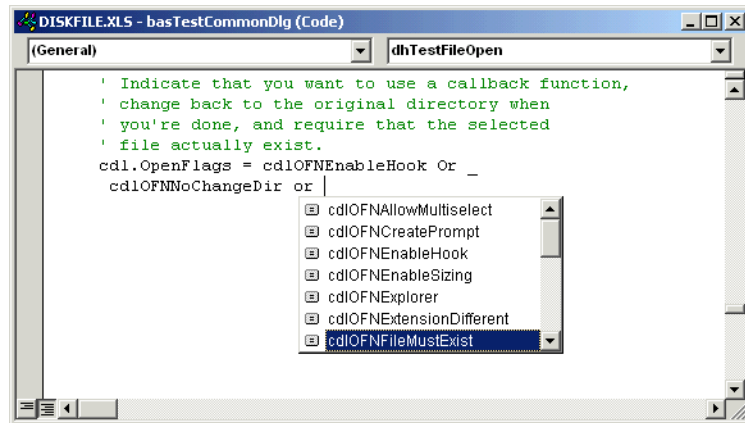 DISKFILE.XLS - basTestCommonDlg (Code)
(General) dhTestFileOpen
' Indicate that you want to use a callback function,
' change back to the original directory when
' you're done, and require that the selected
' file actually exist.
cdl.OpenFlags = cdlOFNEnableHook Or _
cdlOFNNoChangeDir or
cdlOFNAllowMultiselect
cdlOFNCreatePrompt
cdlOFNEnableHook
cdlOFNEnableSizing
cdlOFNExplorer
cdlOFNExtensionDifferent
cdlOFNFileMustExist